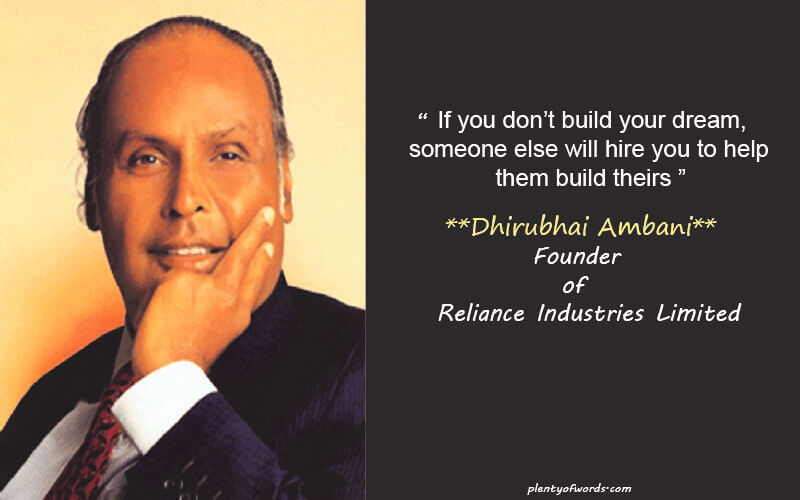 “ If you don’t build your dream,
someone else will hire you to help
them build theirs ”
**Dhirubhai Ambani**
Founder
of
Reliance Industries Limited
plentyofwords.com